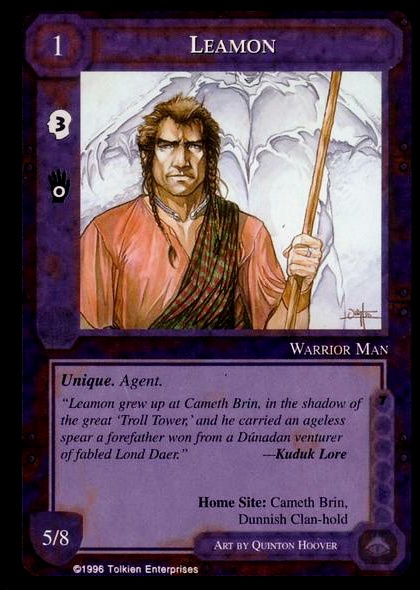 1
LEAMON
3
0
WARRIOR MAN
Unique. Agent.
"Leamon grew up at Cameth Brin, in the shadow of
the great 'Troll Tower,' and he carried an ageless
spear a forefather won from a Dúnadan venturer
of fabled Lond Daer." —Kuduk Lore
Home Site: Cameth Brin,
Dunnish Clan-hold
5/8
ART BY QUINTON HOOVER
©1996 Tolkien Enterprises